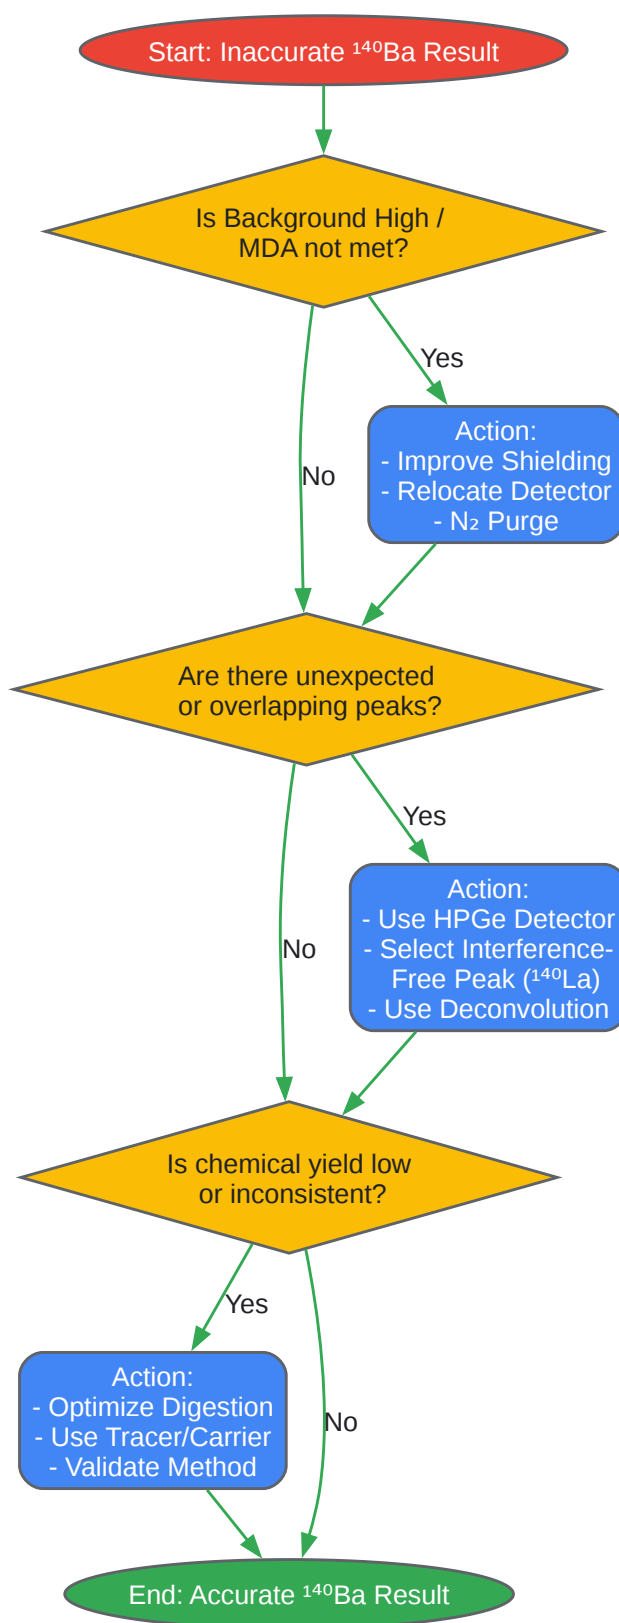 Start: Inaccurate ¹⁴⁰Ba Result
Is Background High /
MDA not met?
Yes
Action:
- Improve Shielding
- Relocate Detector
- N₂ Purge
No
Are there unexpected
or overlapping peaks?
Yes
Action:
- Use HPGe Detector
- Select Interference-
Free Peak (¹⁴⁰La)
- Use Deconvolution
No
Is chemical yield low
or inconsistent?
Yes
Action:
- Optimize Digestion
- Use Tracer/Carrier
- Validate Method
No
End: Accurate ¹⁴⁰Ba Result